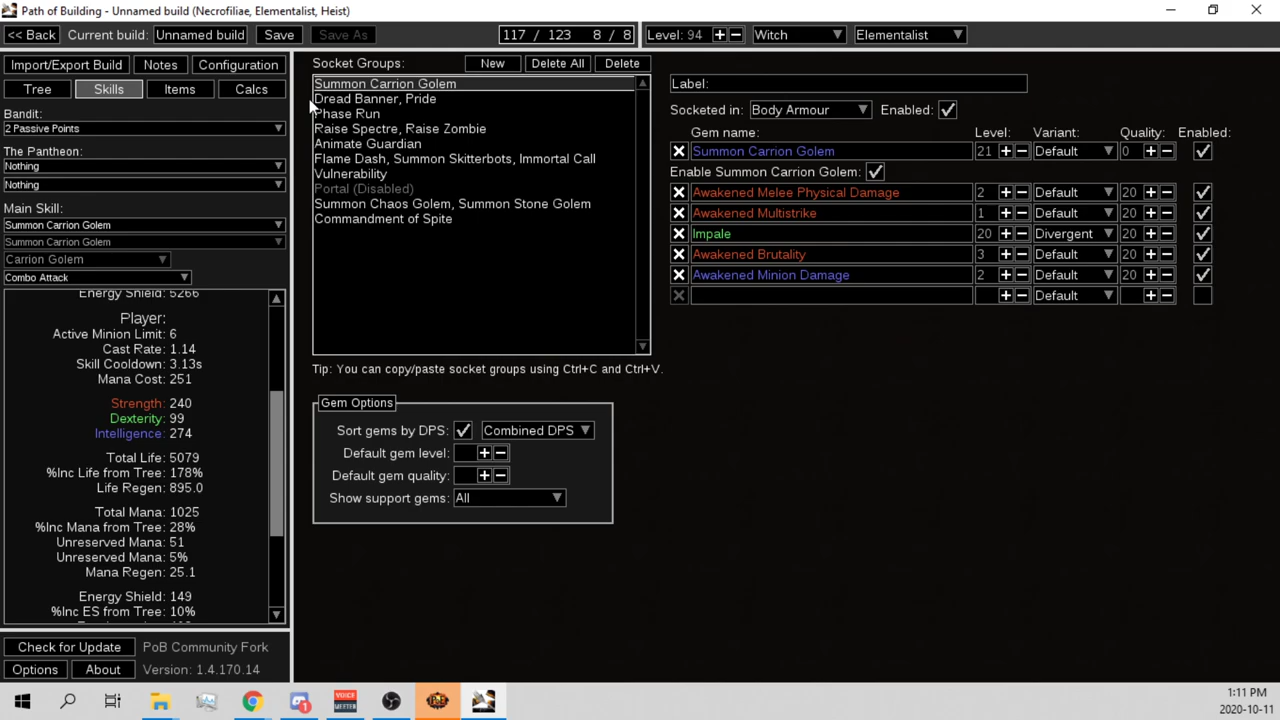 Path of Building - Unnamed build (Necrofiliae, Elementalist, Heist)
<< Back Current build: Unnamed build Save Save As 117 / 123 8 / 8 Level: 94 + - Witch Elementalist
Import/Export Build Notes Configuration
Tree Skills Items Calcs
Bandit:
2 Passive Points
The Pantheon:
Nothing
Nothing
Main Skill:
Summon Carrion Golem
Summon Carrion Golem
Carrion Golem
Combo Attack
Energy Shield: 5266
Player:
Active Minion Limit: 6
Cast Rate: 1.14
Skill Cooldown: 3.13s
Mana Cost: 251
Strength: 240
Dexterity: 99
Intelligence: 274
Total Life: 5079
%Inc Life from Tree: 178%
Life Regen: 895.0
Total Mana: 1025
%Inc Mana from Tree: 28%
Unreserved Mana: 51
Unreserved Mana: 5%
Mana Regen: 25.1
Energy Shield: 149
%Inc ES from Tree: 10%
Check for Update PoB Community Fork
Options About Version: 1.4.170.14
Socket Groups: New Delete All Delete
Summon Carrion Golem
Dread Banner, Pride
Phase Run
Raise Spectre, Raise Zombie
Animate Guardian
Flame Dash, Summon Skitterbots, Immortal Call
Vulnerability
Portal (Disabled)
Summon Chaos Golem, Summon Stone Golem
Commandment of Spite
Tip: You can copy/paste socket groups using Ctrl+C and Ctrl+V.
Gem Options
Sort gems by DPS: Combined DPS
Default gem level: + -
Default gem quality: + -
Show support gems: All
Label:
Socketed in: Body Armour Enabled:
Gem name: Level: Variant: Quality: Enabled:
Summon Carrion Golem 21 + - Default 0 + -
Enable Summon Carrion Golem:
Awakened Melee Physical Damage 2 + - Default 20 + -
Awakened Multistrike 1 + - Default 20 + -
Impale 20 + - Divergent 20 + -
Awakened Brutality 3 + - Default 20 + -
Awakened Minion Damage 2 + - Default 20 + -
+ - Default + -
VOICE MEETER
1
PoE
1:11 PM
2020-10-11